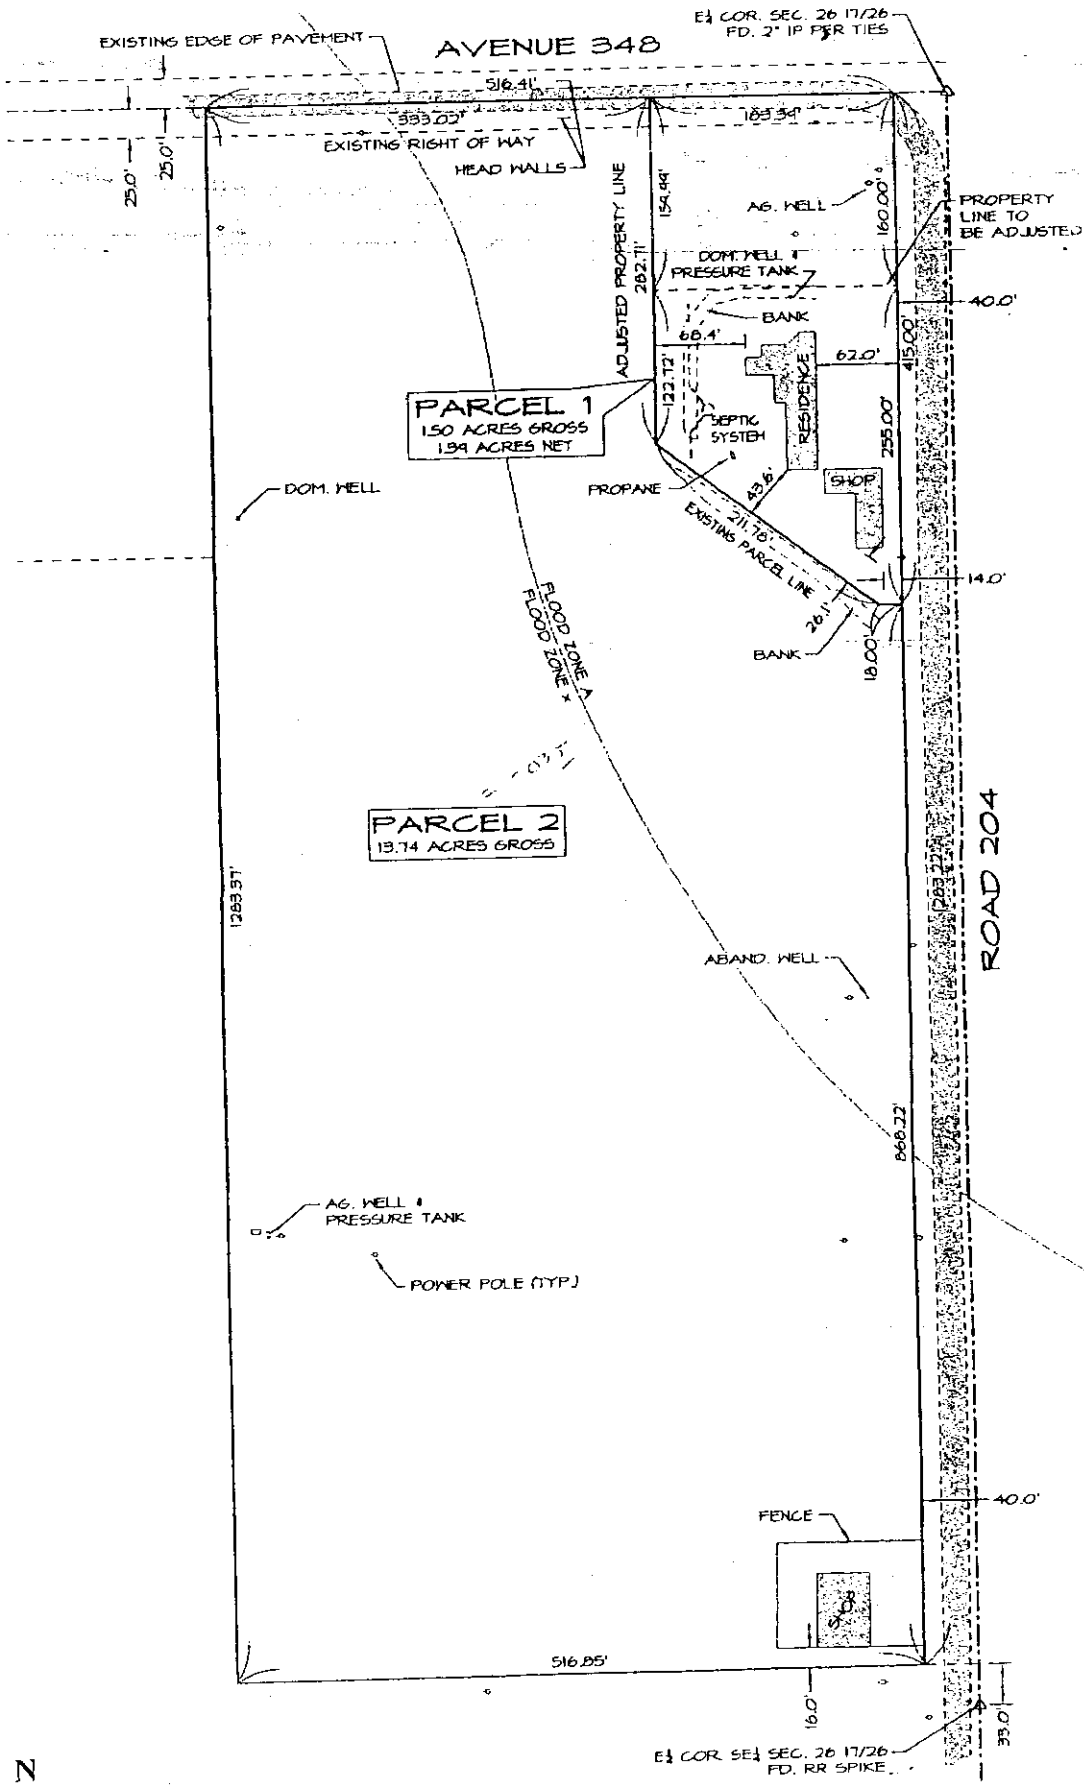 E¼ COR. SEC. 26 17/26
FD. 2" IP PER TIES
EXISTING EDGE OF PAVEMENT
AVENUE 348
516.41'
333.02'
183.39'
EXISTING RIGHT OF WAY
HEAD WALLS
25.0'
25.0'
ADJUSTED PROPERTY LINE
159.99'
282.71'
122.72'
AG. WELL
160.00'
PROPERTY
LINE TO
BE ADJUSTED
DOM. WELL &
PRESSURE TANK
BANK
40.0'
68.4'
62.0'
415.00'
RESIDENCE
255.00'
PARCEL 1
1.50 ACRES GROSS
1.39 ACRES NET
SEPTIC
SYSTEM
SHOP
DOM. WELL
PROPANE
43.6'
211.78'
EXISTING PARCEL LINE
14.0'
26.1'
BANK
18.00'
FLOOD ZONE A
FLOOD ZONE X
PARCEL 2
13.74 ACRES GROSS
ROAD 204
1283.37'
1283.22'
ABAND. WELL
868.22'
AG. WELL &
PRESSURE TANK
POWER POLE (TYP.)
40.0'
FENCE
SHOP
516.85'
16.0'
33.0'
E¼ COR SE¼ SEC. 26 17/26
FD. RR SPIKE
N